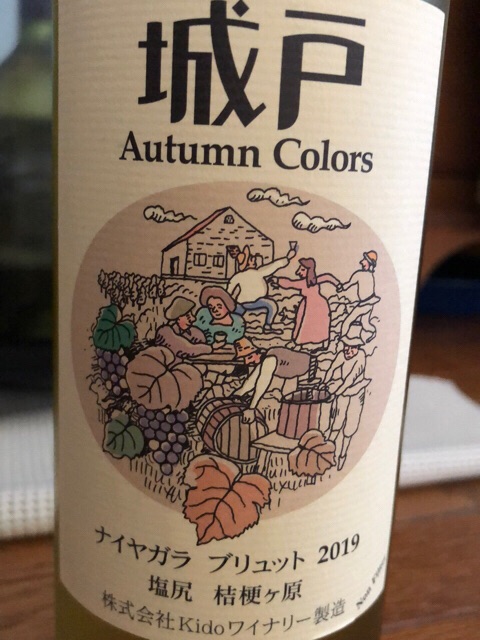 城戸
Autumn Colors
ナイヤガラ ブリュット 2019
塩尻 桔梗ヶ原
株式会社Kidoワイナリー製造